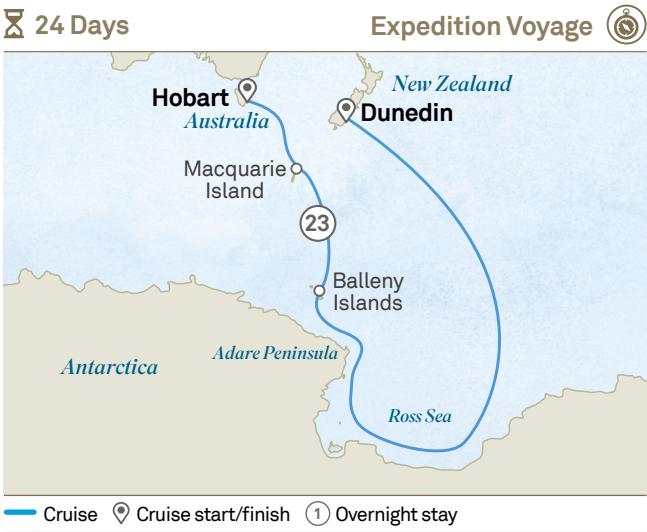 24 Days
Expedition Voyage
New Zealand
Hobart
Dunedin
Australia
Macquarie
Island
23
Balleny
Islands
Adare Peninsula
Antarctica
Ross Sea
Cruise
Cruise start/finish
1
Overnight stay